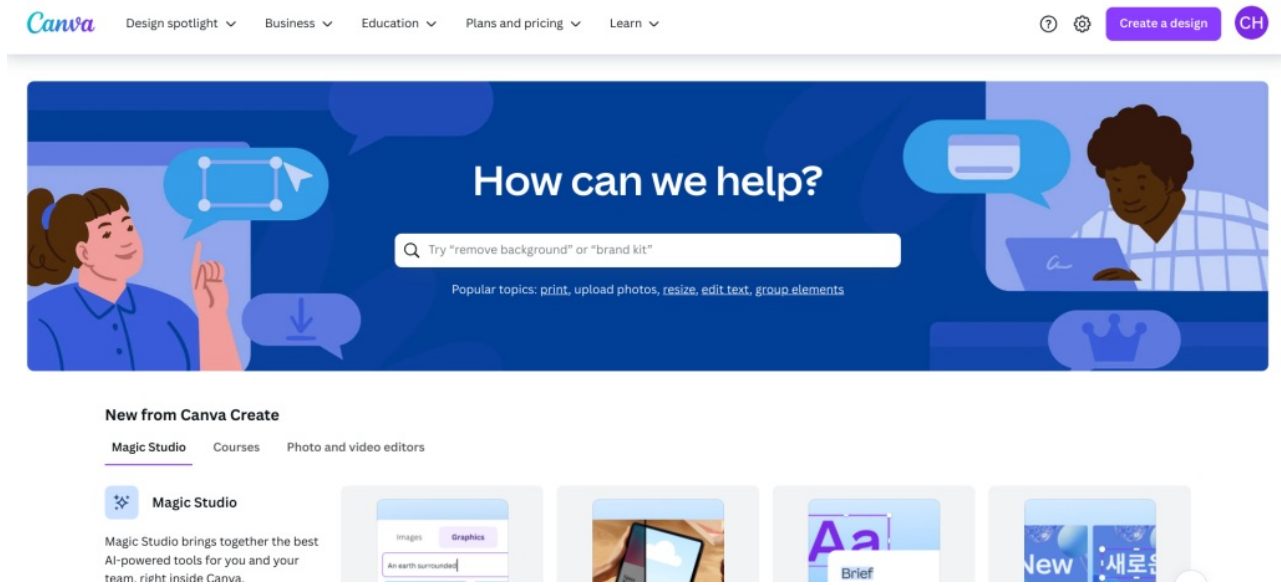 Canva Design spotlight Business Education Plans and pricing Learn Create a design CH
How can we help?
Try “remove background” or “brand kit”
Popular topics: print, upload photos, resize, edit text, group elements
New from Canva Create
Magic Studio Courses Photo and video editors
Magic Studio
Magic Studio brings together the best
AI-powered tools for you and your
team, right inside Canva.
Images Graphics
An earth surrounded
Aa
Brief
New 새로운